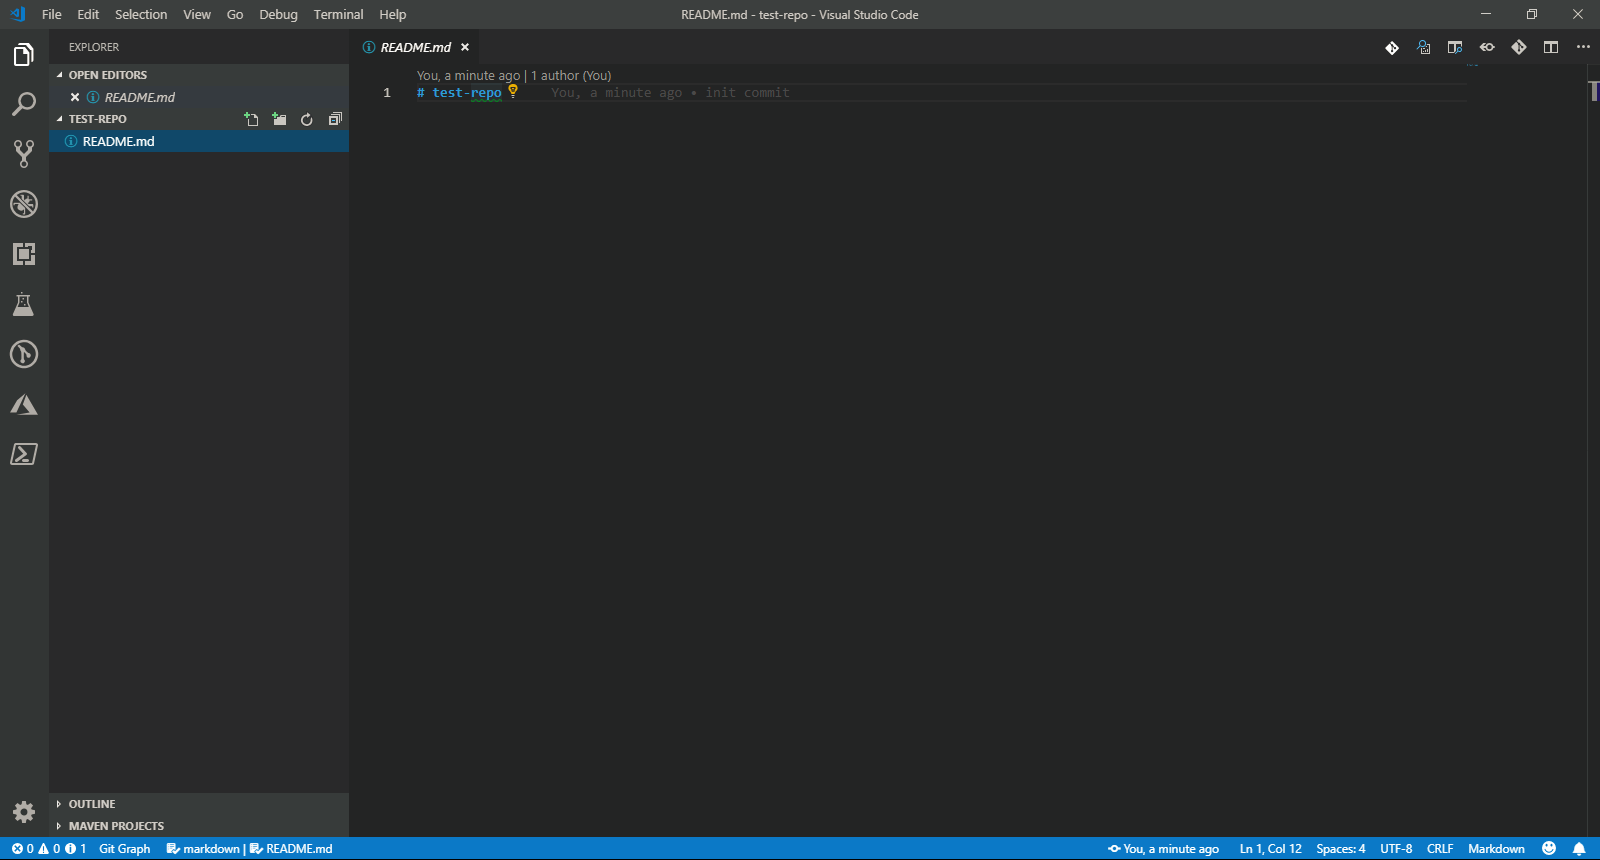 File Edit Selection View Go Debug Terminal Help README.md - test-repo - Visual Studio Code
EXPLORER
README.md
OPEN EDITORS
README.md
TEST-REPO
README.md
You, a minute ago | 1 author (You)
1 # test-repo You, a minute ago • init commit
OUTLINE
MAVEN PROJECTS
0 0 1 Git Graph markdown | README.md You, a minute ago Ln 1, Col 12 Spaces: 4 UTF-8 CRLF Markdown